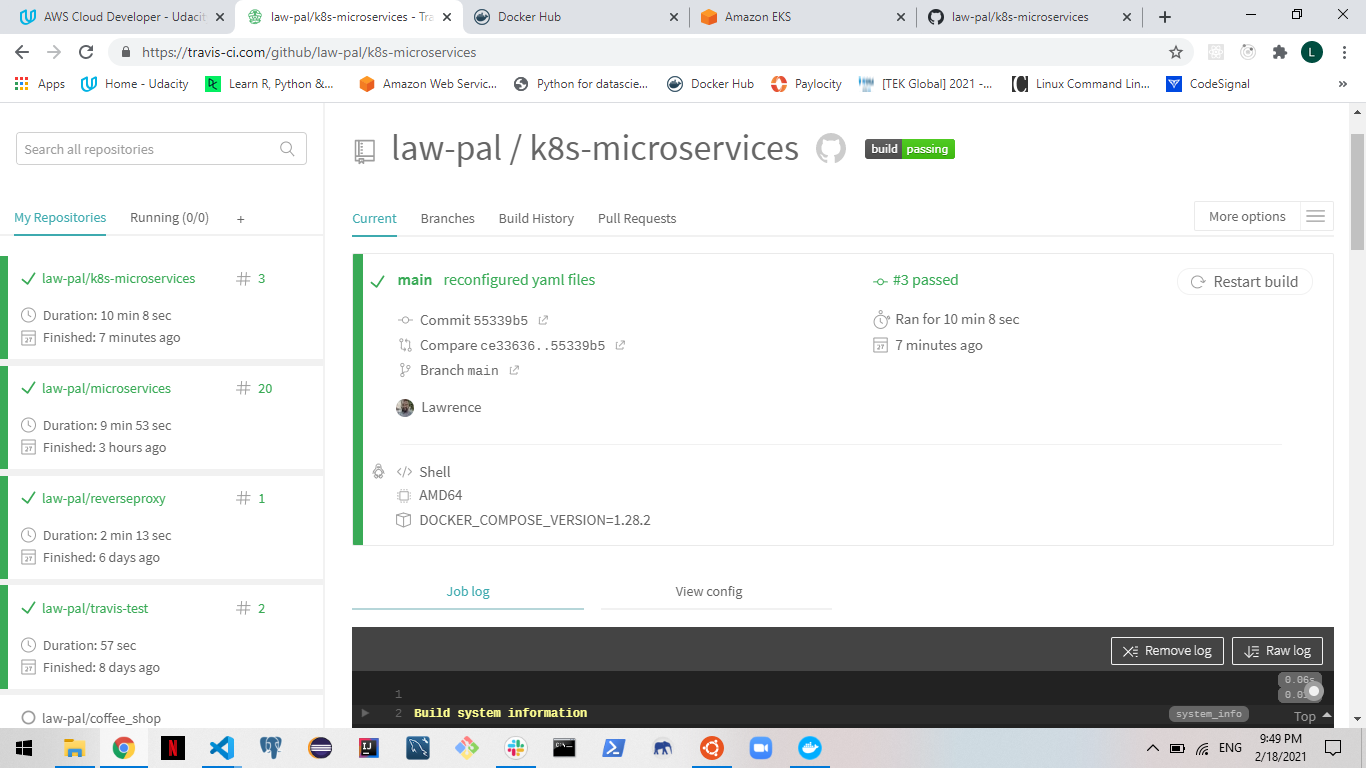 AWS Cloud Developer - Udacity
law-pal/k8s-microservices - Tra
Docker Hub
Amazon EKS
law-pal/k8s-microservices
https://travis-ci.com/github/law-pal/k8s-microservices
L
Apps
Home - Udacity
Learn R, Python &...
Amazon Web Servic...
Python for datascie...
Docker Hub
Paylocity
[TEK Global] 2021 -...
Linux Command Lin...
CodeSignal
»
Search all repositories
law-pal / k8s-microservices
build passing
My Repositories
Running (0/0)
+
Current
Branches
Build History
Pull Requests
More options
law-pal/k8s-microservices # 3
Duration: 10 min 8 sec
Finished: 7 minutes ago
law-pal/microservices # 20
Duration: 9 min 53 sec
Finished: 3 hours ago
law-pal/reverseproxy # 1
Duration: 2 min 13 sec
Finished: 6 days ago
law-pal/travis-test # 2
Duration: 57 sec
Finished: 8 days ago
law-pal/coffee_shop
main reconfigured yaml files
#3 passed
Restart build
Commit 55339b5
Ran for 10 min 8 sec
Compare ce33636..55339b5
7 minutes ago
Branch main
Lawrence
Shell
AMD64
DOCKER_COMPOSE_VERSION=1.28.2
Job log
View config
Remove log
Raw log
0.06s
1
2 Build system information
system_info
Top
ENG
9:49 PM
2/18/2021